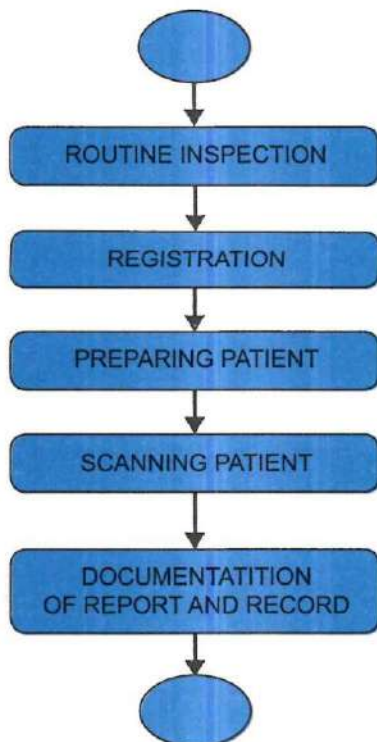 ROUTINE INSPECTION
REGISTRATION
PREPARING PATIENT
SCANNING PATIENT
DOCUMENTATITION
OF REPORT AND RECORD